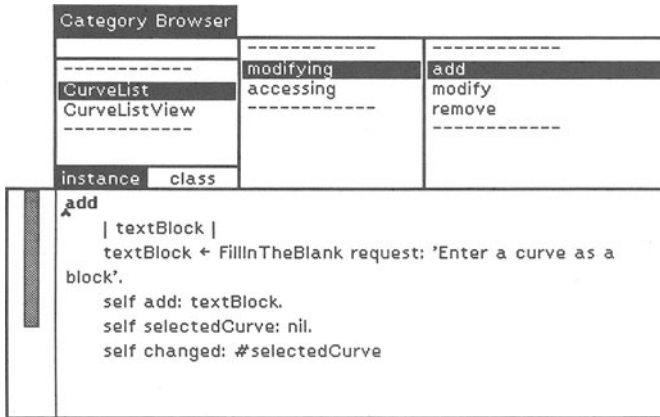 Category Browser
------------
CurveList
CurveListView
------------
instance class
------------
modifying
accessing
------------
------------
add
modify
remove
------------
add
| textBlock |
textBlock ← FillInTheBlank request: 'Enter a curve as a
block'.
self add: textBlock.
self selectedCurve: nil.
self changed: #selectedCurve